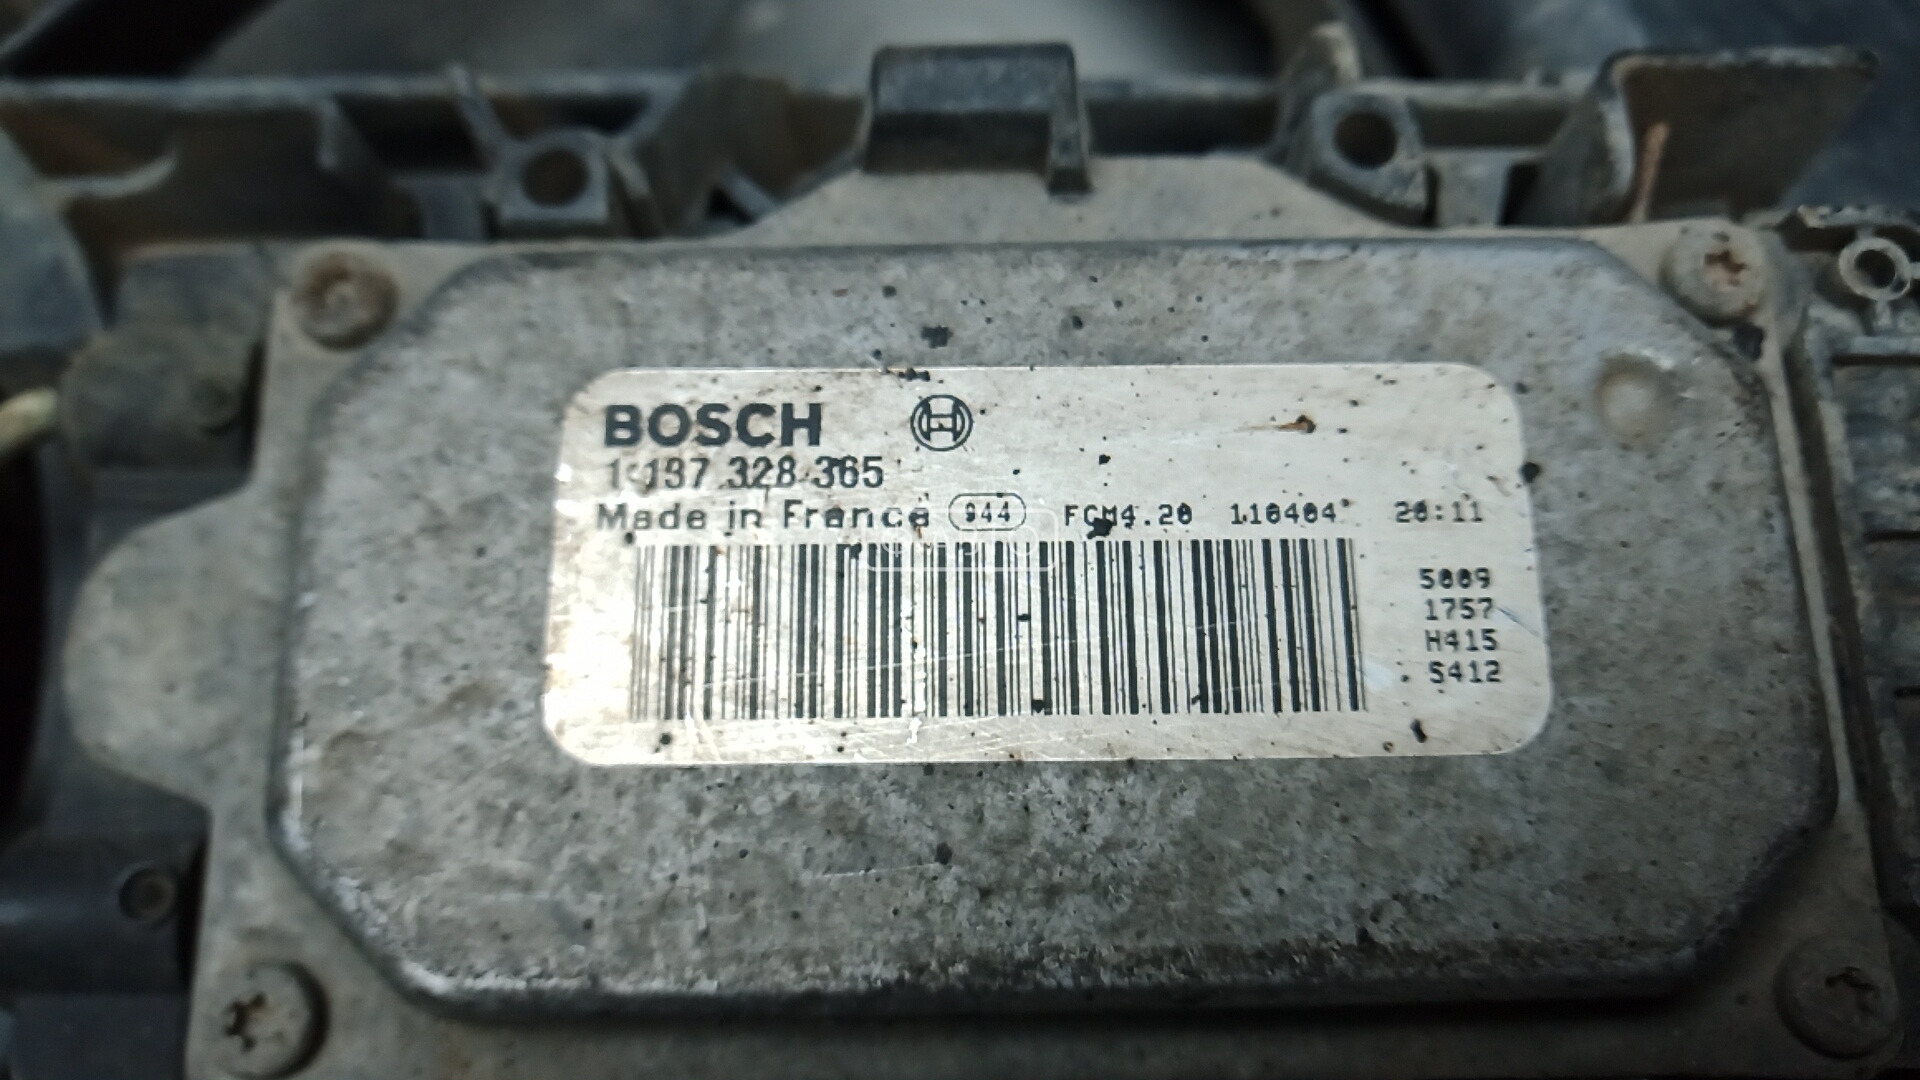 BOSCH
1 137 328 365
Made in France 944 FCM4.20 110404 20:11
5009
1757
H415
S412